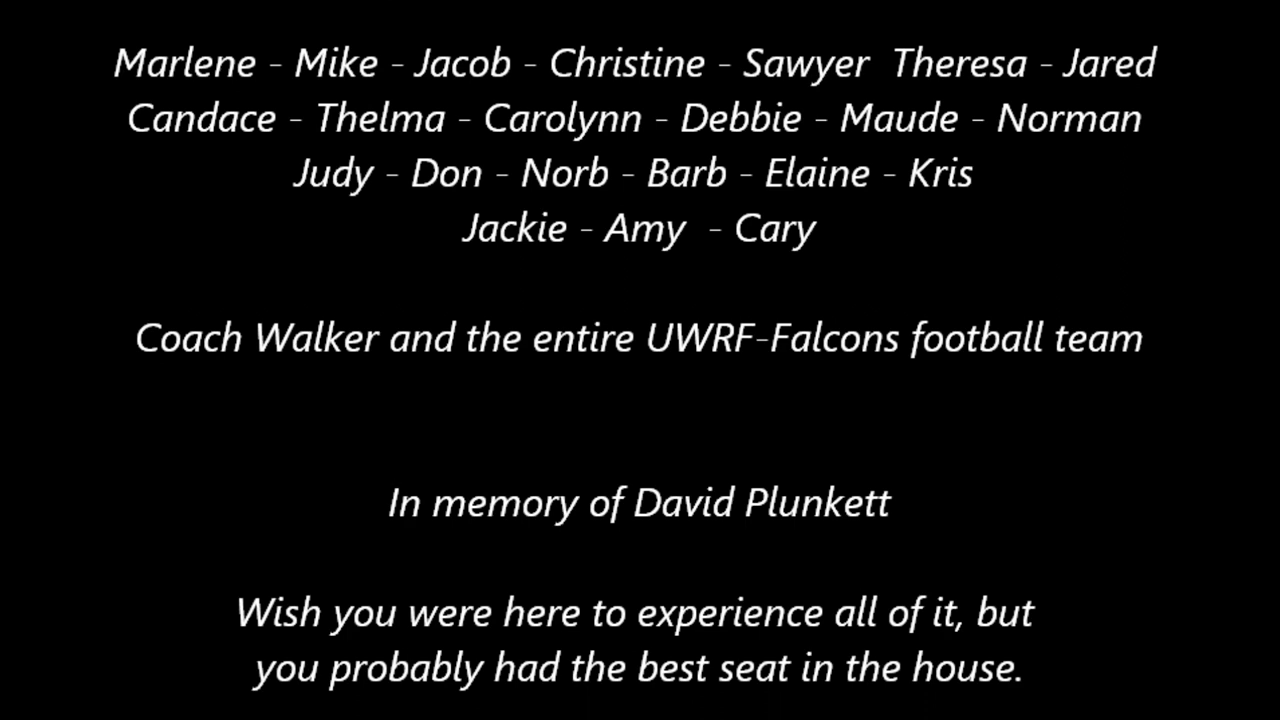 Marlene - Mike - Jacob - Christine - Sawyer  Theresa - Jared
Candace - Thelma - Carolynn - Debbie - Maude - Norman
Judy - Don - Norb - Barb - Elaine - Kris
Jackie - Amy  - Cary
Coach Walker and the entire UWRF-Falcons football team
In memory of David Plunkett
Wish you were here to experience all of it, but
you probably had the best seat in the house.